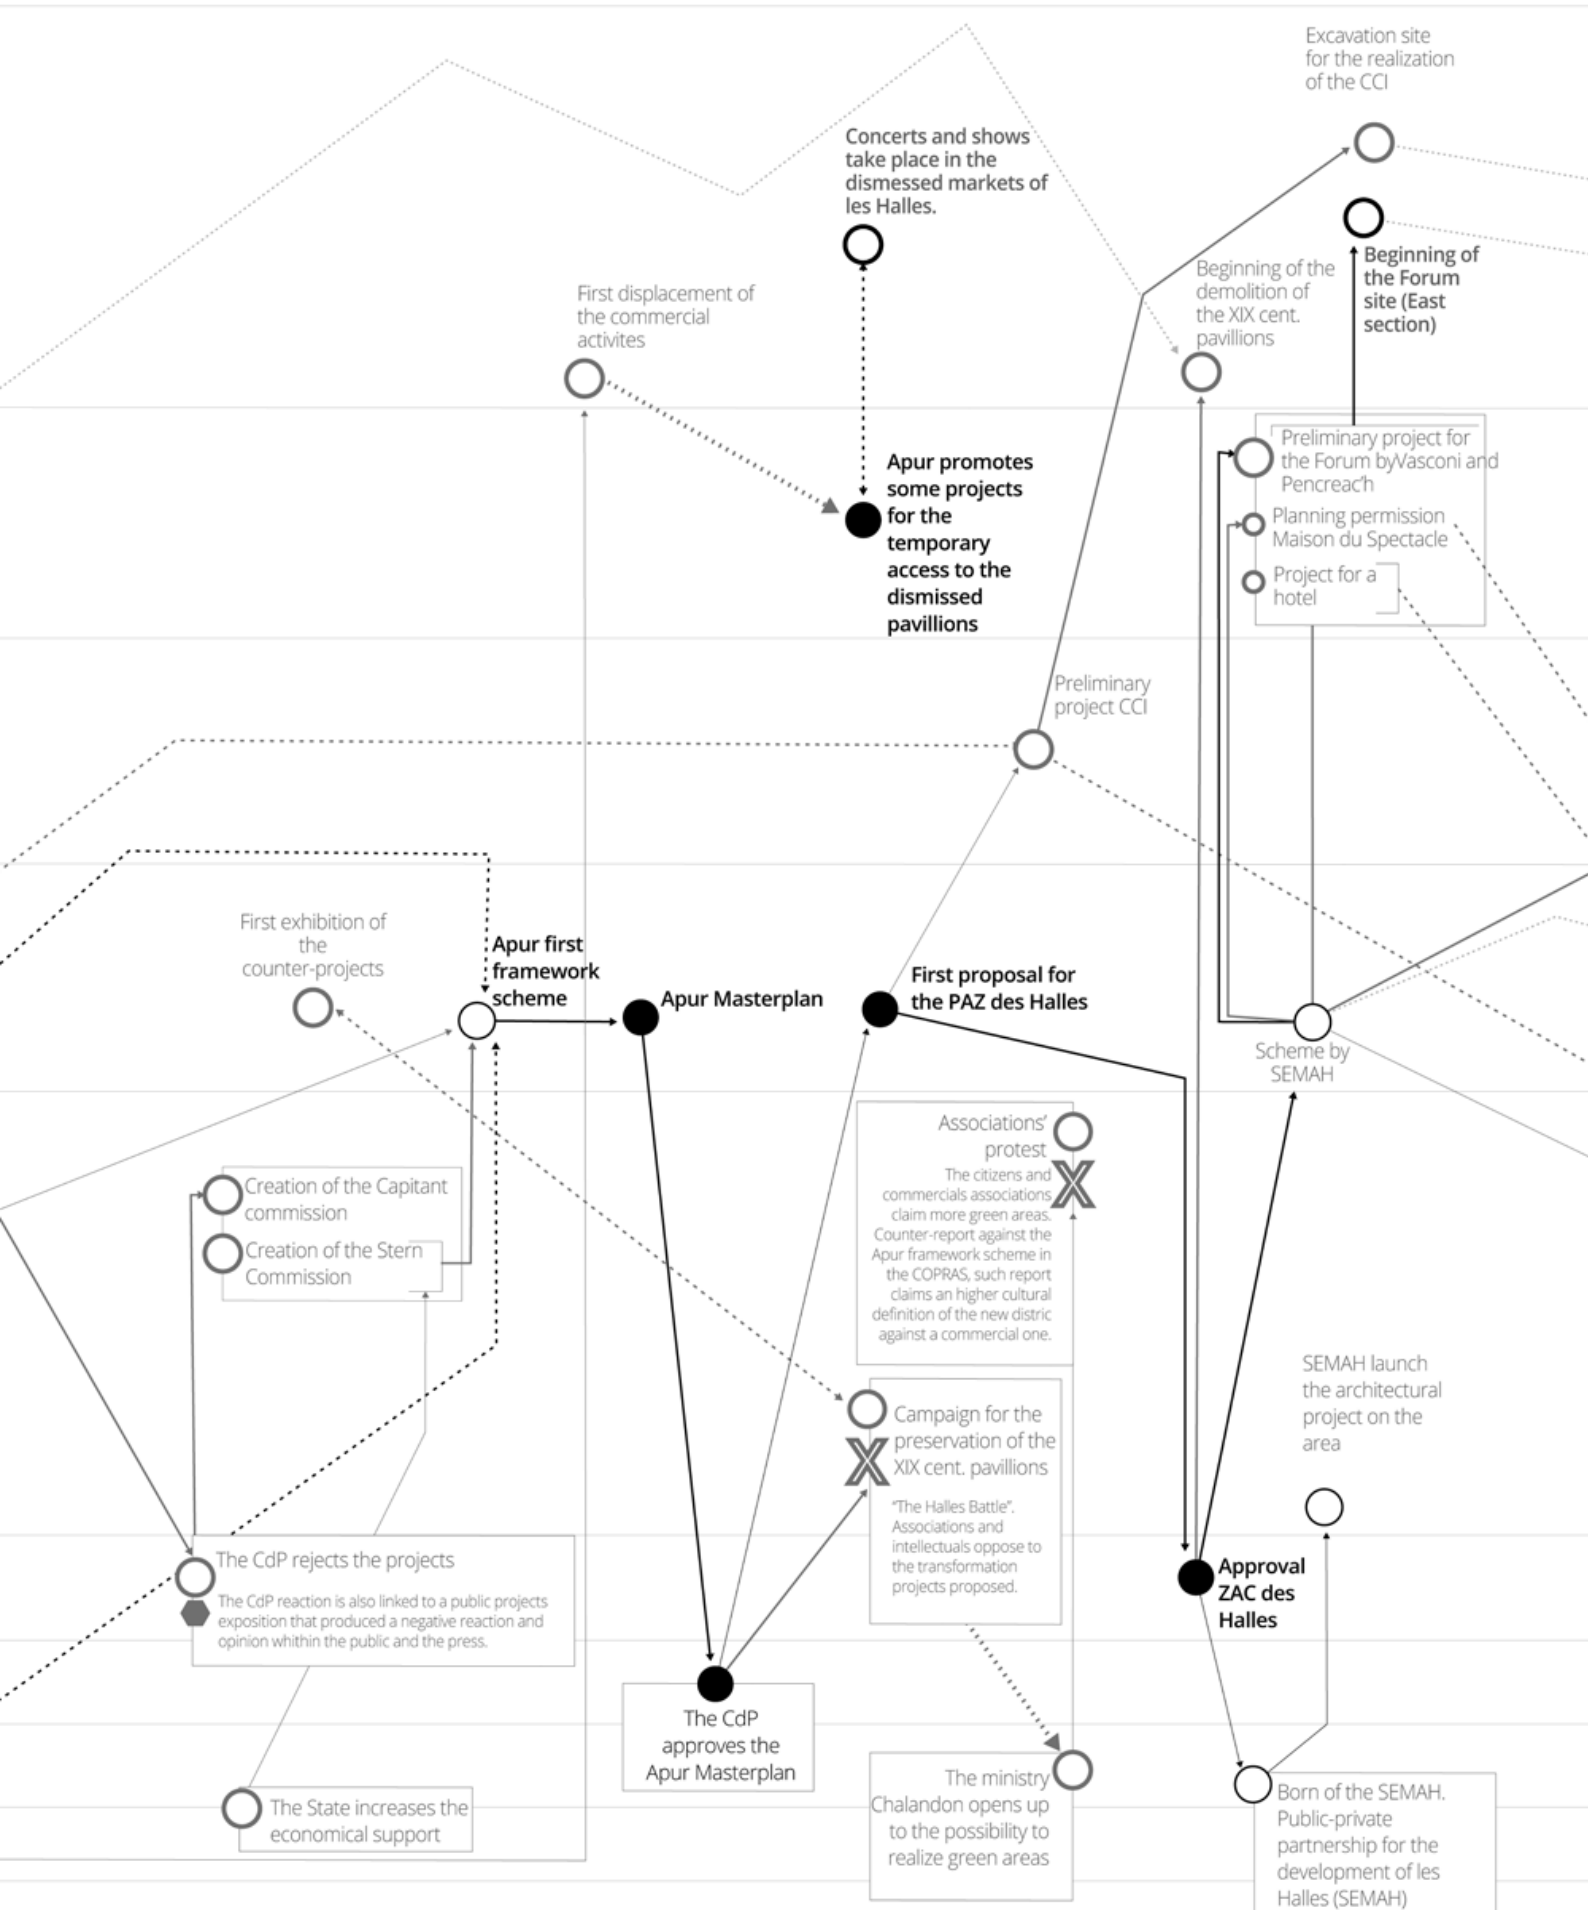 Excavation site
for the realization
of the CCI
Concerts and shows
take place in the
dismessed markets of
les Halles.
Beginning of
the Forum
site (East
section)
Beginning of the
demolition of
the XIX cent.
pavillions
First displacement of
the commercial
activites
Apur promotes
some projects
for the
temporary
access to the
dismissed
pavillions
Preliminary project for
the Forum byVasconi and
Pencreac'h
Planning permission
Maison du Spectacle
Project for a
hotel
Preliminary
project CCI
First exhibition of
the
counter-projects
Apur first
framework
scheme
Apur Masterplan
First proposal for
the PAZ des Halles
Scheme by
SEMAH
Associations'
protest
The citizens and
commercials associations
claim more green areas.
Counter-report against the
Apur framework scheme in
the COPRAS, such report
claims an higher cultural
definition of the new distric
against a commercial one.
Creation of the Capitant
commission
Creation of the Stern
Commission
SEMAH launch
the architectural
project on the
area
Campaign for the
preservation of the
XIX cent. pavillions
"The Halles Battle".
Associations and
intellectuals oppose to
the transformation
projects proposed.
The CdP rejects the projects
The CdP reaction is also linked to a public projects
exposition that produced a negative reaction and
opinion whithin the public and the press.
Approval
ZAC des
Halles
The CdP
approves the
Apur Masterplan
The State increases the
economical support
The ministry
Chalandon opens up
to the possibility to
realize green areas
Born of the SEMAH.
Public-private
partnership for the
development of les
Halles (SEMAH)